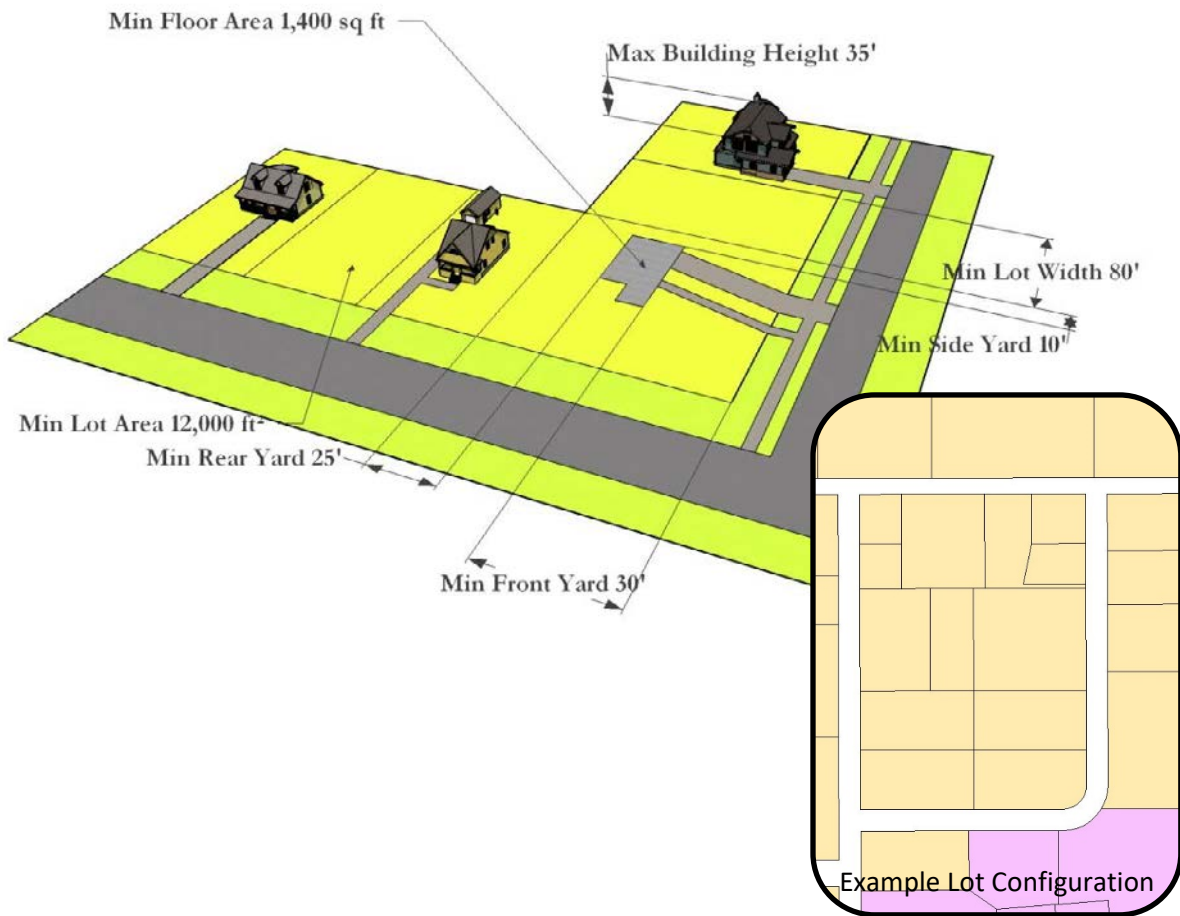 Min Floor Area 1,400 sq ft
Max Building Height 35'
Min Lot Width 80'
Min Side Yard 10'
Min Lot Area 12,000 ft²
Min Rear Yard 25'
Min Front Yard 30'
Example Lot Configuration